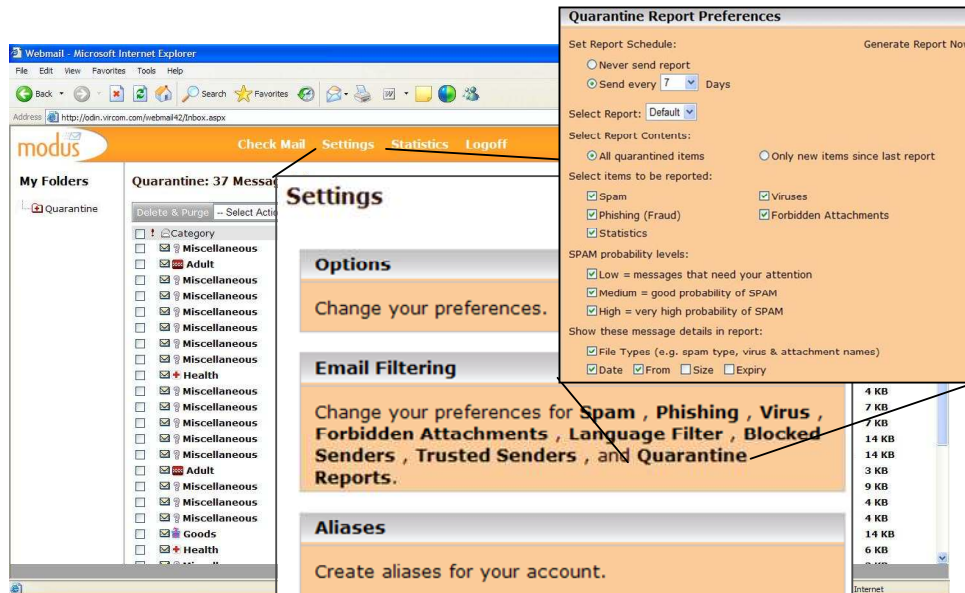 Quarantine Report Preferences
Set Report Schedule: Generate Report Now
Never send report
Send every 7 Days
Select Report: Default
Select Report Contents:
All quarantined items Only new items since last report
Select items to be reported:
Spam Viruses
Phishing (Fraud) Forbidden Attachments
Statistics
SPAM probability levels:
Low = messages that need your attention
Medium = good probability of SPAM
High = very high probability of SPAM
Show these message details in report:
File Types (e.g. spam type, virus & attachment names)
Date From Size Expiry
Webmail - Microsoft Internet Explorer
File Edit View Favorites Tools Help
Back Search Favorites
Address http://odin.vircom.com/webmail42/Inbox.aspx
modus Check Mail Settings Statistics Logoff
My Folders
Quarantine
Quarantine: 37 Messag
Delete & Purge -- Select Actio
! Category
Miscellaneous
Adult
Miscellaneous
Miscellaneous
Miscellaneous
Miscellaneous
Miscellaneous
Miscellaneous
Health
Miscellaneous 4 KB
Miscellaneous 7 KB
Miscellaneous 7 KB
Miscellaneous 14 KB
Miscellaneous 14 KB
Adult 3 KB
Miscellaneous 9 KB
Miscellaneous 4 KB
Miscellaneous 4 KB
Goods 14 KB
Health 6 KB
Settings
Options
Change your preferences.
Email Filtering
Change your preferences for Spam , Phishing , Virus ,
Forbidden Attachments , Language Filter , Blocked
Senders , Trusted Senders , and Quarantine
Reports.
Aliases
Create aliases for your account.
Internet